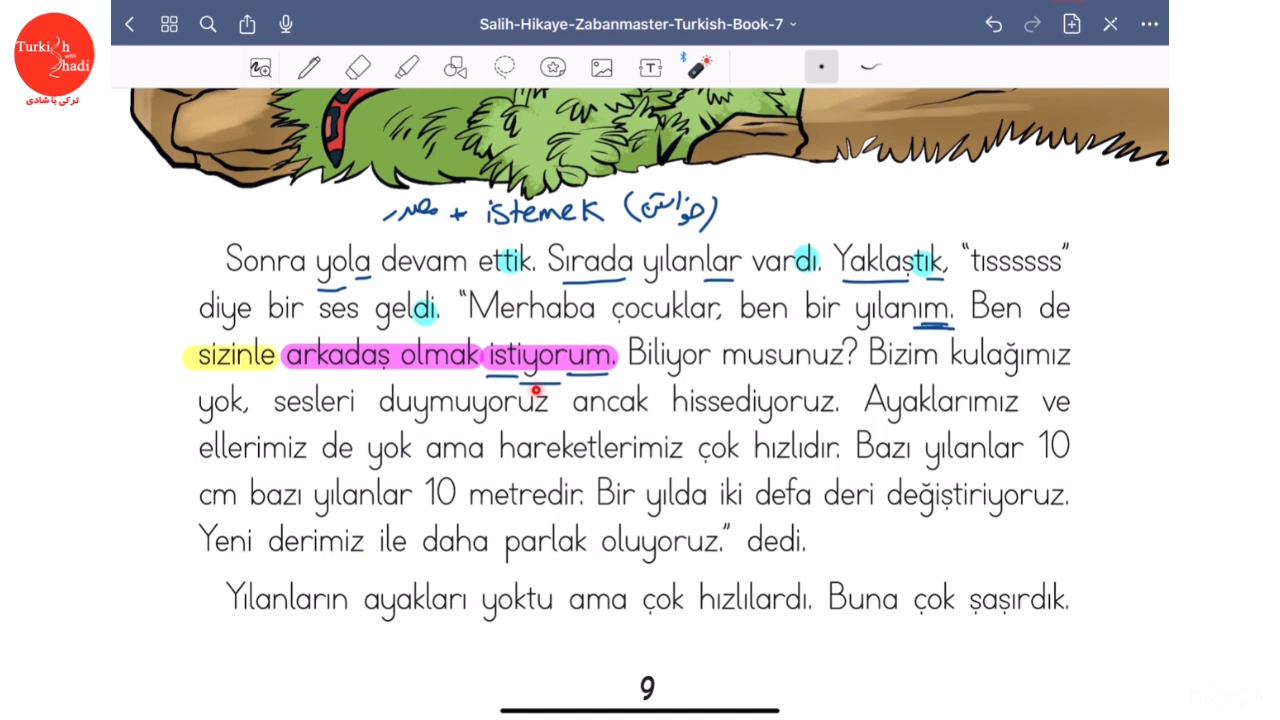 Turkish
with
Shadi
ترکی با شادی
Salih-Hikaye-Zabanmaster-Turkish-Book-7
مصدر + istemek (خواستن)
Sonra yola devam ettik. Sırada yılanlar vardı. Yaklaştık, “tıssssss”
diye bir ses geldi. “Merhaba çocuklar, ben bir yılanım. Ben de
sizinle arkadaş olmak istiyorum. Biliyor musunuz? Bizim kulağımız
yok, sesleri duymuyoruz ancak hissediyoruz. Ayaklarımız ve
ellerimiz de yok ama hareketlerimiz çok hızlıdır. Bazı yılanlar 10
cm bazı yılanlar 10 metredir. Bir yılda iki defa deri değiştiriyoruz.
Yeni derimiz ile daha parlak oluyoruz.” dedi.
Yılanların ayakları yoktu ama çok hızlılardı. Buna çok şaşırdık.
9